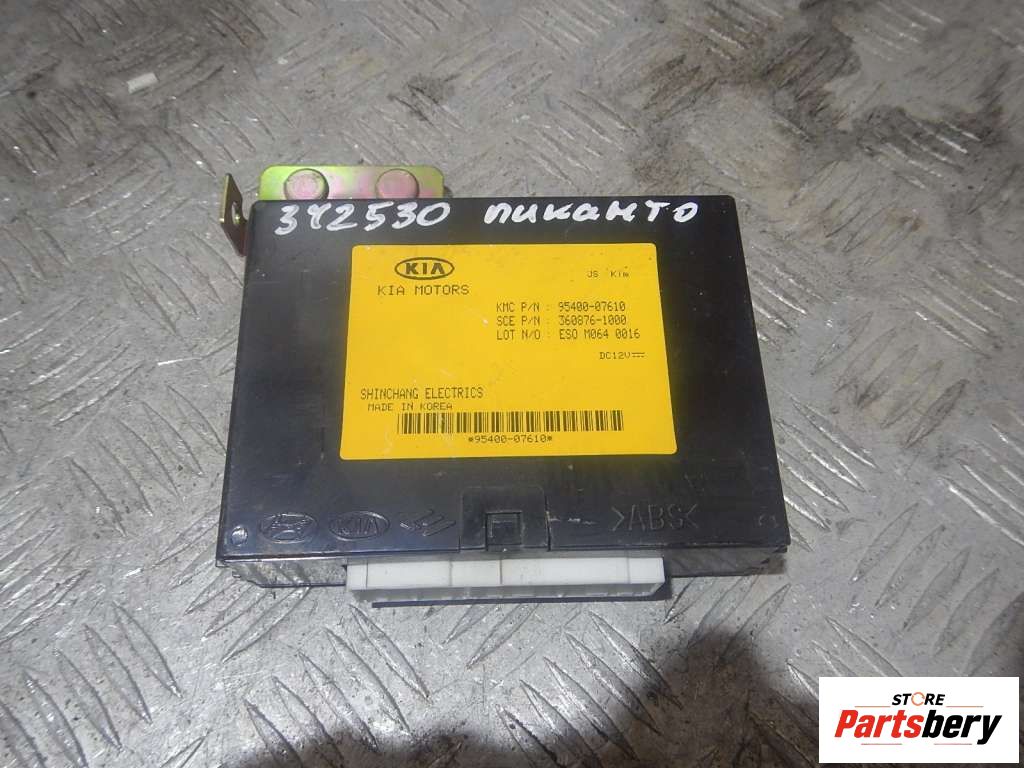 342530 пиканто
KIA
KIA MOTORS
JS Kim
KMC P/N : 95400-07610
SCE P/N : 360876-1000
LOT N/O : ESO M064 0016
DC12V
SHINCHANG ELECTRICS
MADE IN KOREA
*95400-07610*
KIA
>ABS<
STORE
Partsbery